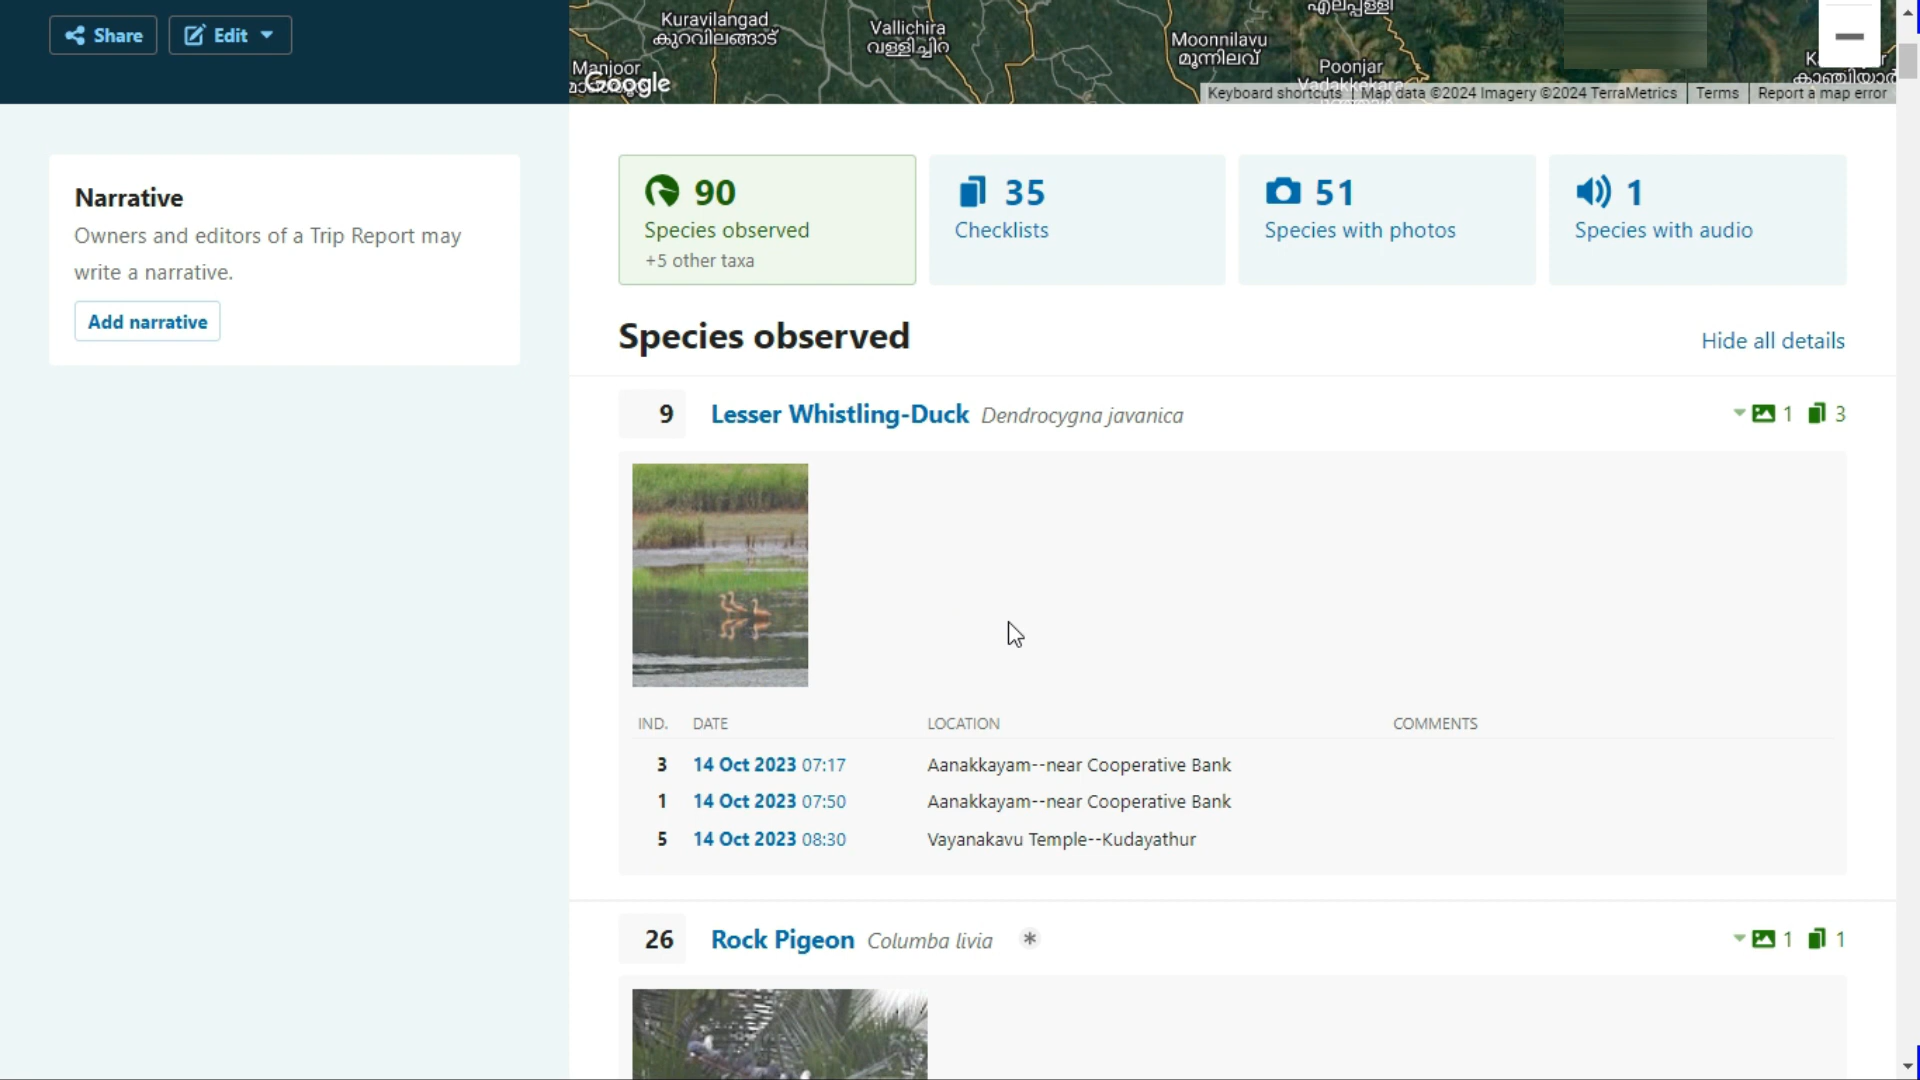 Share Edit
Kuravilangad
കുറവിലങ്ങാട്
Vallichira
വള്ളിച്ചിറ
Moonnilavu
മൂന്നിലവ്
Poonjar
Vadakkekara
Manjoor
Google
Keyboard shortcuts Map data ©2024 Imagery ©2024 TerraMetrics Terms Report a map error
Narrative
Owners and editors of a Trip Report may
write a narrative.
Add narrative
90 35 51 1
Species observed Checklists Species with photos Species with audio
+5 other taxa
Species observed Hide all details
9 Lesser Whistling-Duck Dendrocygna javanica 1 3
IND. DATE LOCATION COMMENTS
3 14 Oct 2023 07:17 Aanakkayam--near Cooperative Bank
1 14 Oct 2023 07:50 Aanakkayam--near Cooperative Bank
5 14 Oct 2023 08:30 Vayanakavu Temple--Kudayathur
26 Rock Pigeon Columba livia * 1 1